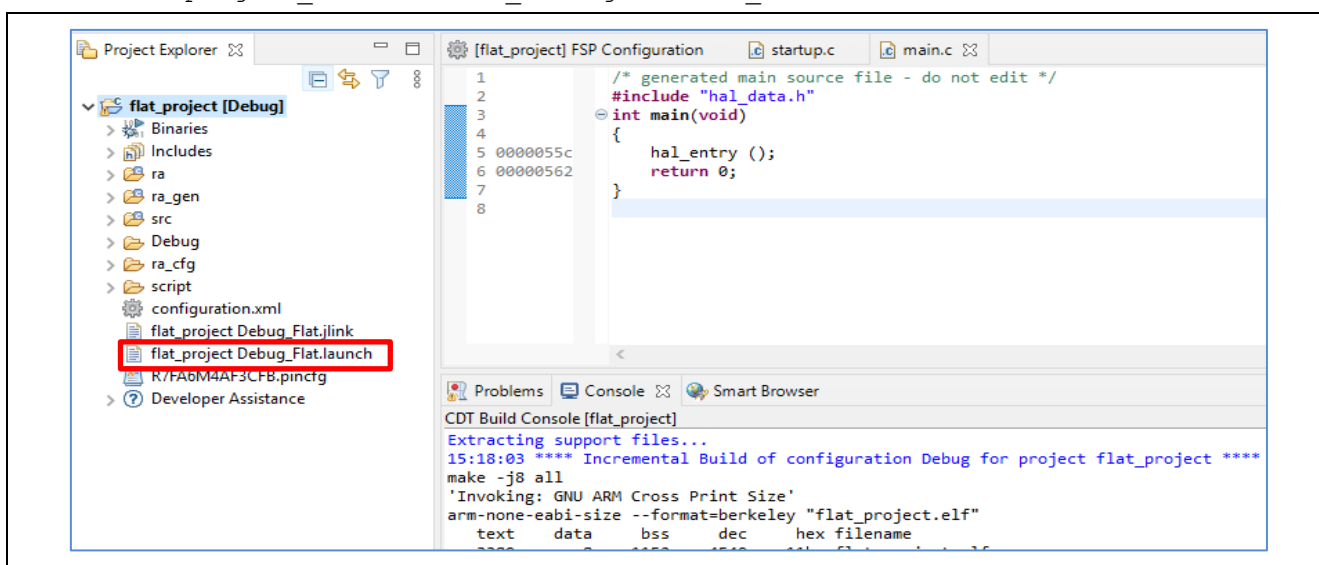 Project Explorer
flat_project [Debug]
Binaries
Includes
ra
ra_gen
src
Debug
ra_cfg
script
configuration.xml
flat_project Debug_Flat.jlink
flat_project Debug_Flat.launch
R7FA6M4AF3CFB.pincfg
Developer Assistance
[flat_project] FSP Configuration startup.c main.c
1 /* generated main source file - do not edit */
2 #include "hal_data.h"
3 int main(void)
4 {
5 0000055c hal_entry ();
6 00000562 return 0;
7 }
8
Problems Console Smart Browser
CDT Build Console [flat_project]
Extracting support files...
15:18:03 **** Incremental Build of configuration Debug for project flat_project ****
make -j8 all
'Invoking: GNU ARM Cross Print Size'
arm-none-eabi-size --format=berkeley "flat_project.elf"
text data bss dec hex filename